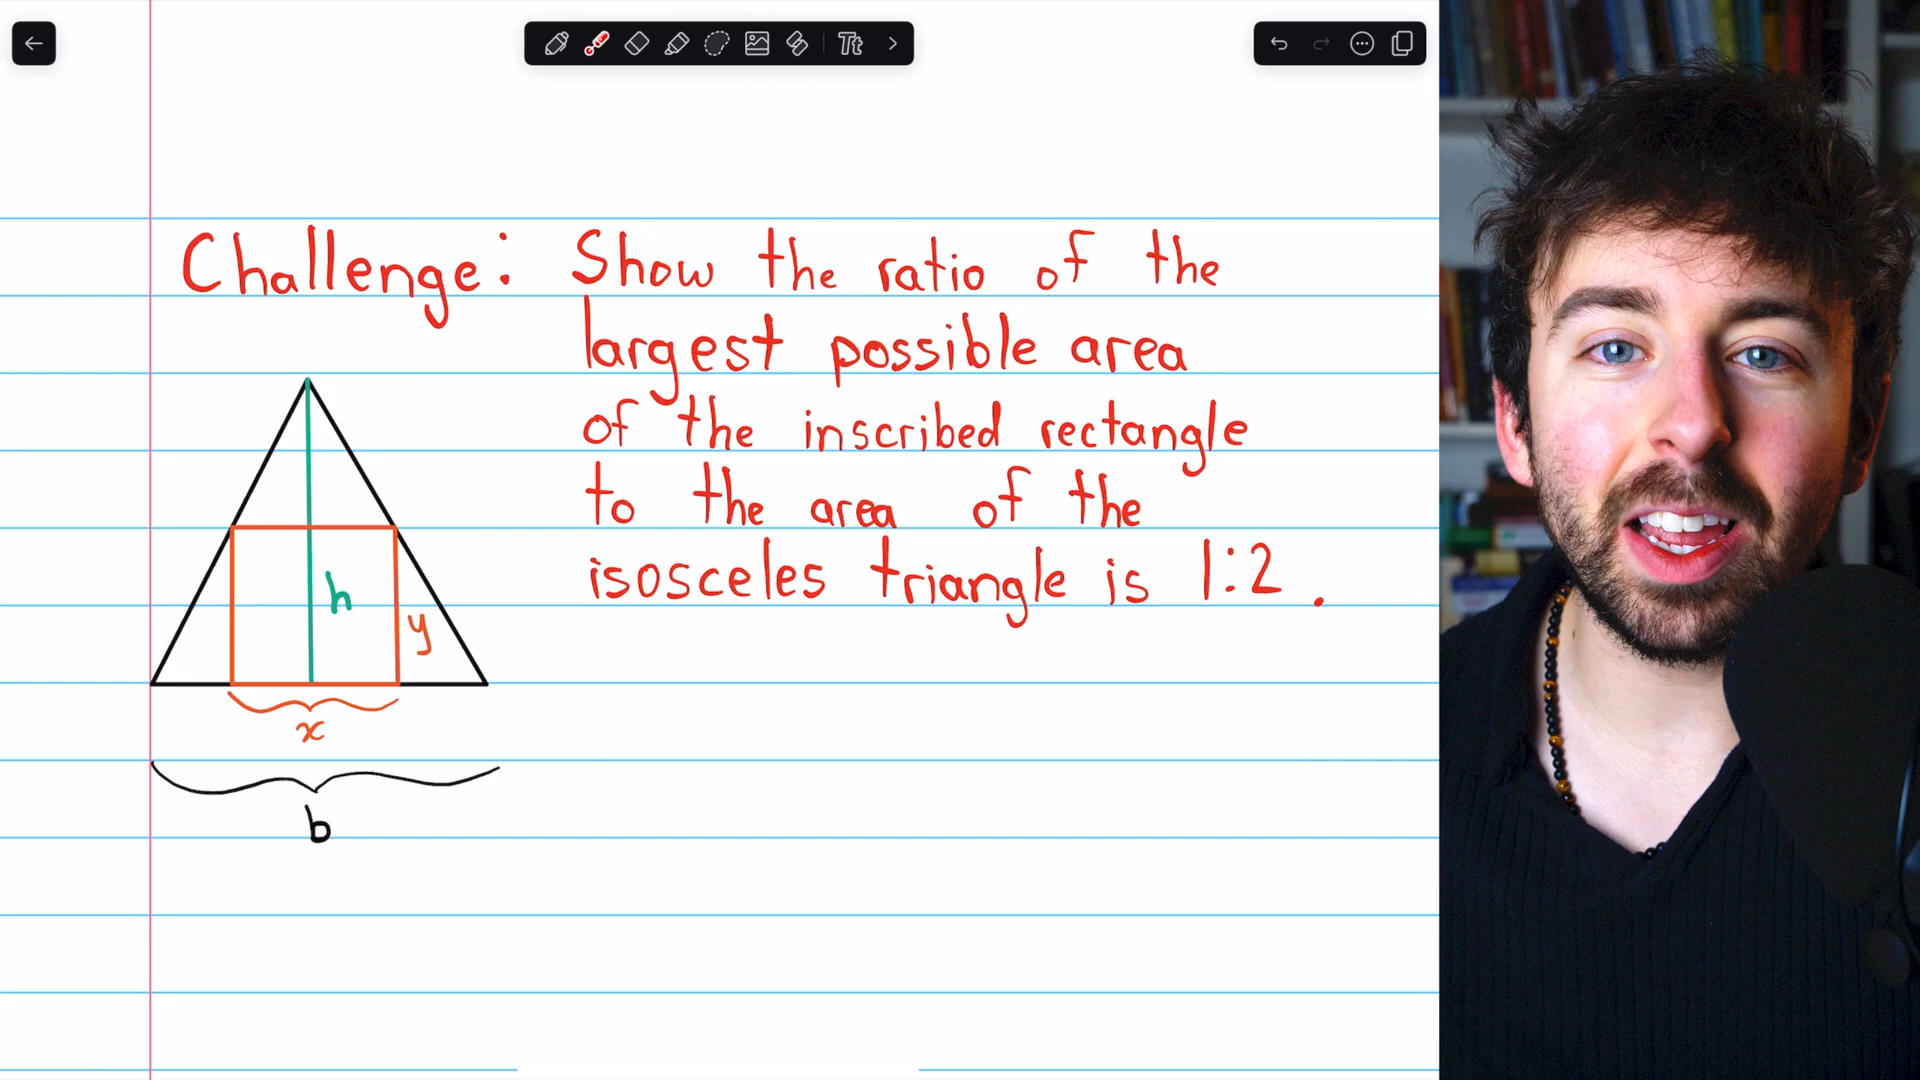 Tt
Challenge: Show the ratio of the
largest possible area
of the inscribed rectangle
to the area of the
isosceles triangle is 1:2.
h
y
x
b